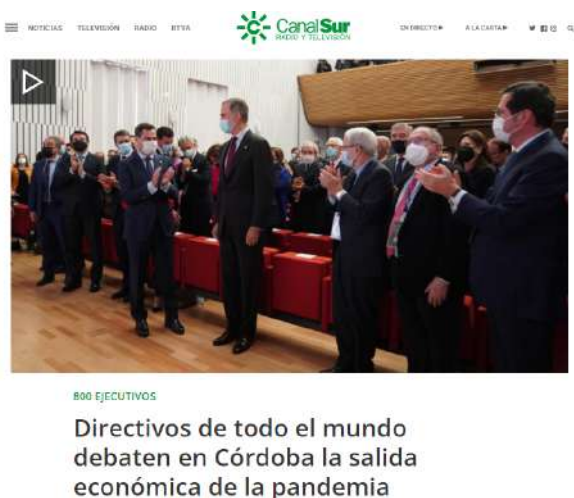 NOTICIAS TELEVISIÓN RADIO RTVA
CanalSur
RADIO Y TELEVISIÓN
EN DIRECTO A LA CARTA
800 EJECUTIVOS
Directivos de todo el mundo
debaten en Córdoba la salida
económica de la pandemia